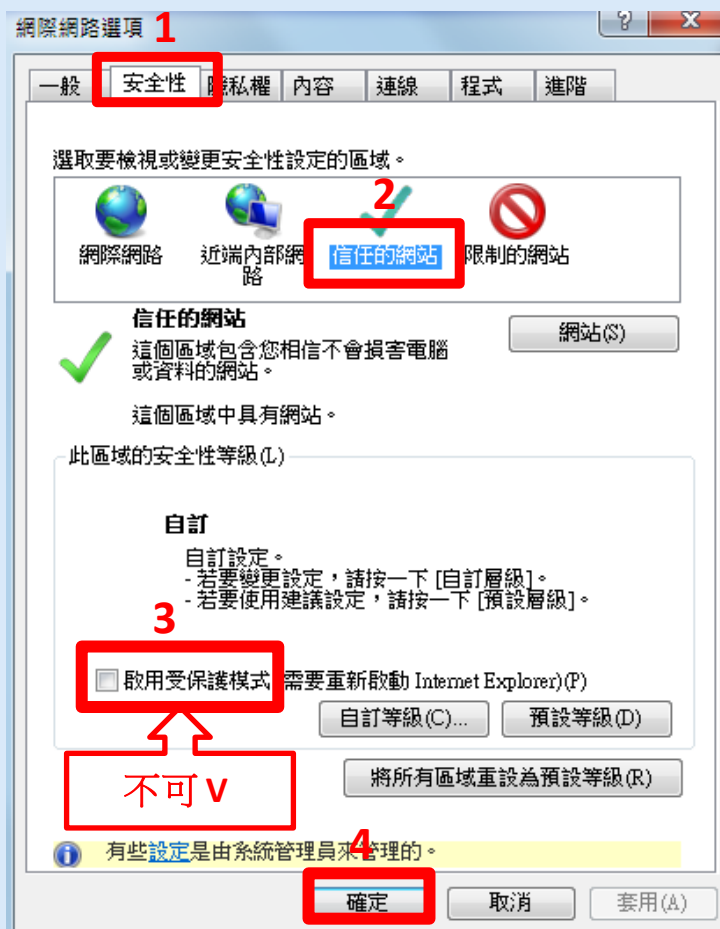 網際網路選項 1
一般 安全性 隱私權 內容 連線 程式 進階
選取要檢視或變更安全性設定的區域。
2
網際網路 近端內部網路 信任的網站 限制的網站
信任的網站
這個區域包含您相信不會損害電腦
或資料的網站。
網站(S)
這個區域中具有網站。
此區域的安全性等級(L)
自訂
自訂設定。
- 若要變更設定，請按一下 [自訂層級]。
- 若要使用建議設定，請按一下 [預設層級]。
3
啟用受保護模式 需要重新啟動 Internet Explorer)(P)
自訂等級(C)... 預設等級(D)
不可V
將所有區域重設為預設等級(R)
有些設定是由系統管理員來管理的。
4
確定 取消 套用(A)